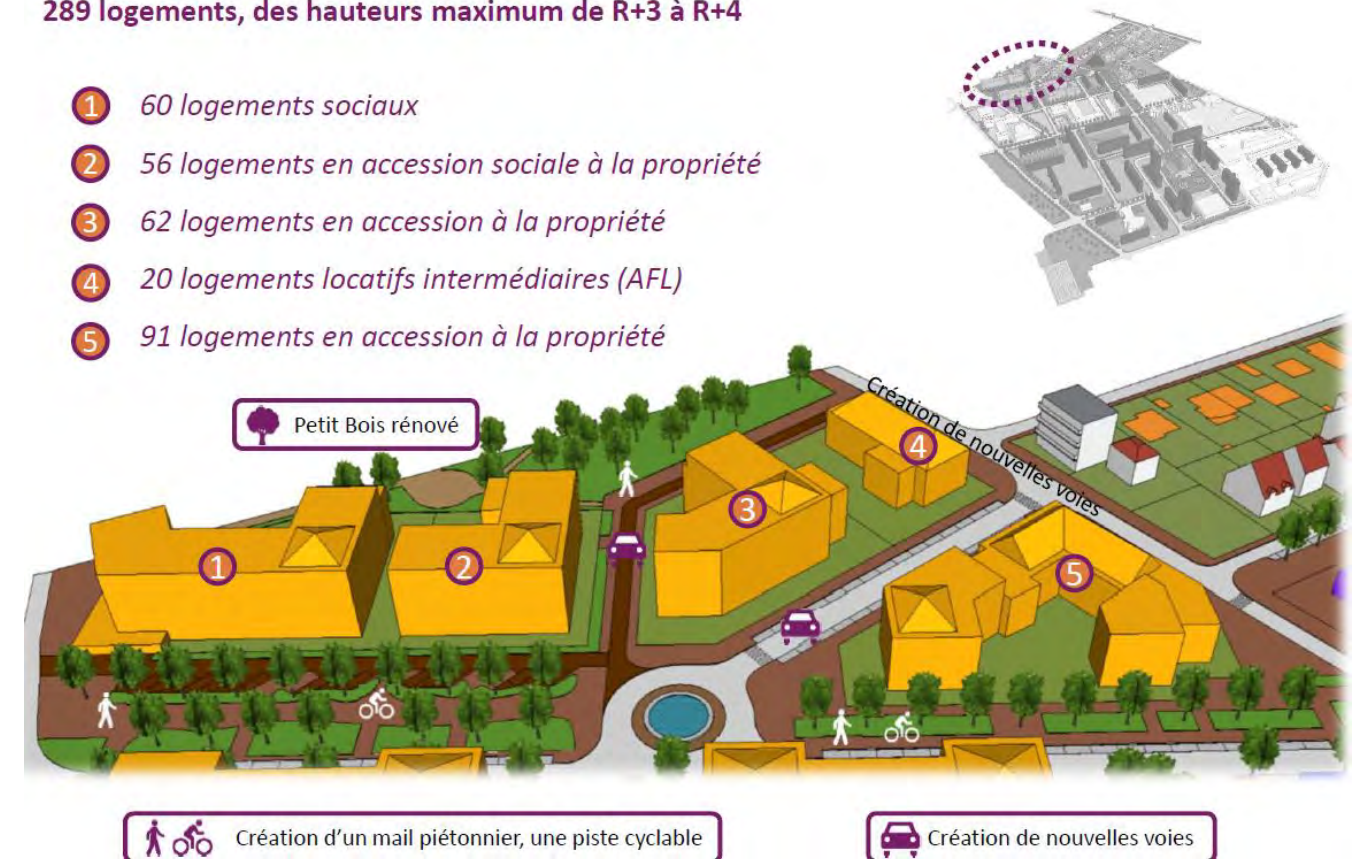 289 logements, des hauteurs maximum de R+3 à R+4
1 60 logements sociaux
2 56 logements en accession sociale à la propriété
3 62 logements en accession à la propriété
4 20 logements locatifs intermédiaires (AFL)
5 91 logements en accession à la propriété
Petit Bois rénové
Création de nouvelles voies
4
3
1
2
5
Création d'un mail piétonnier, une piste cyclable
Création de nouvelles voies